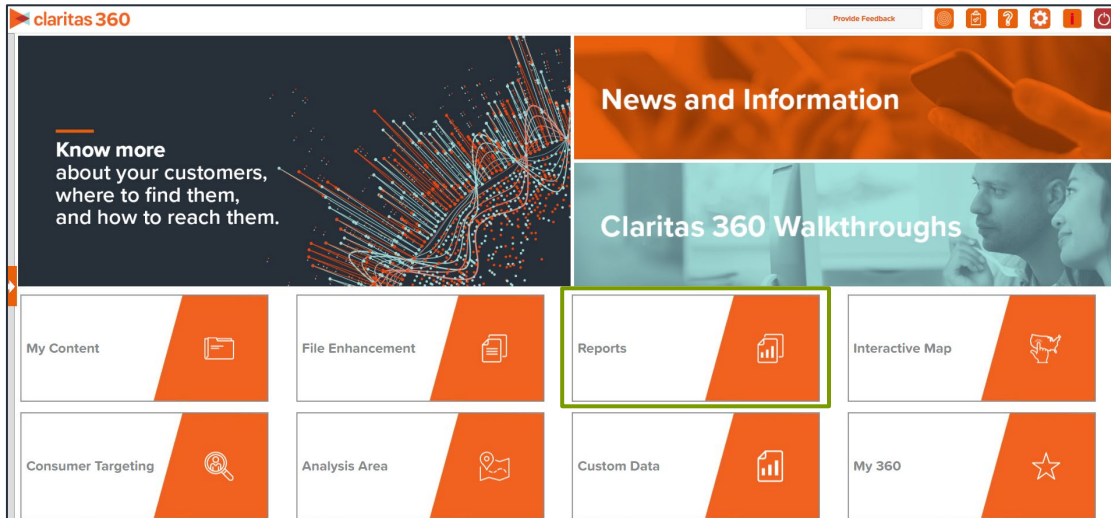 claritas 360
Provide Feedback
Know more
about your customers,
where to find them,
and how to reach them.
News and Information
Claritas 360 Walkthroughs
My Content
File Enhancement
Reports
Interactive Map
Consumer Targeting
Analysis Area
Custom Data
My 360